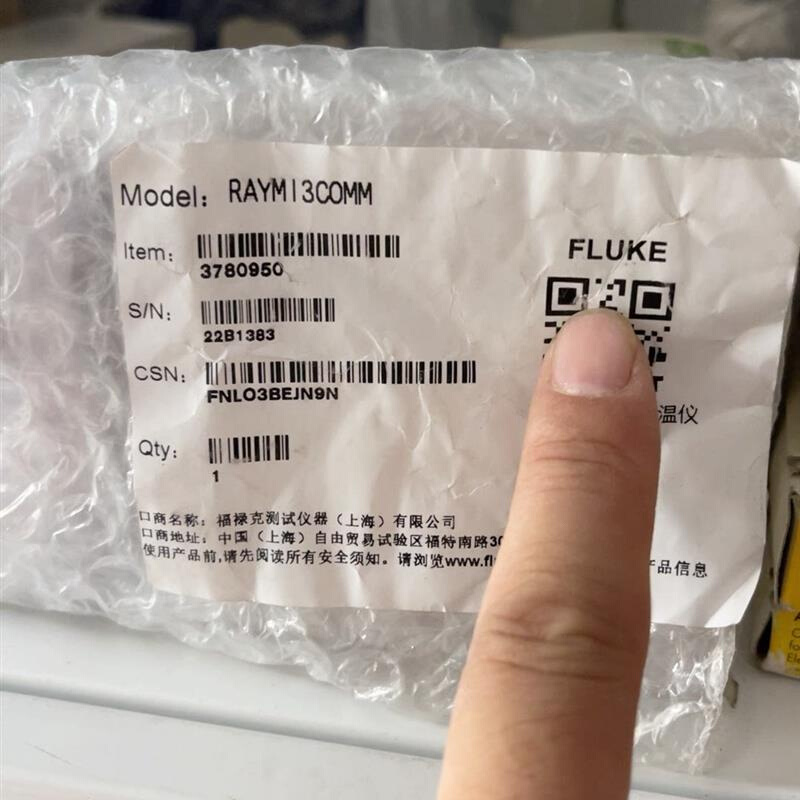 Model: RAYMI3COMM
Item:
3780950
FLUKE
S/N:
22B1383
CSN:
FNLO3BEJN9N
温仪
Qty:
1
口商名称: 福禄克测试仪器（上海）有限公司
口商地址: 中国（上海）自由贸易试验区福特南路30
使用产品前,请先阅读所有安全须知。请浏览www.fl 产品信息